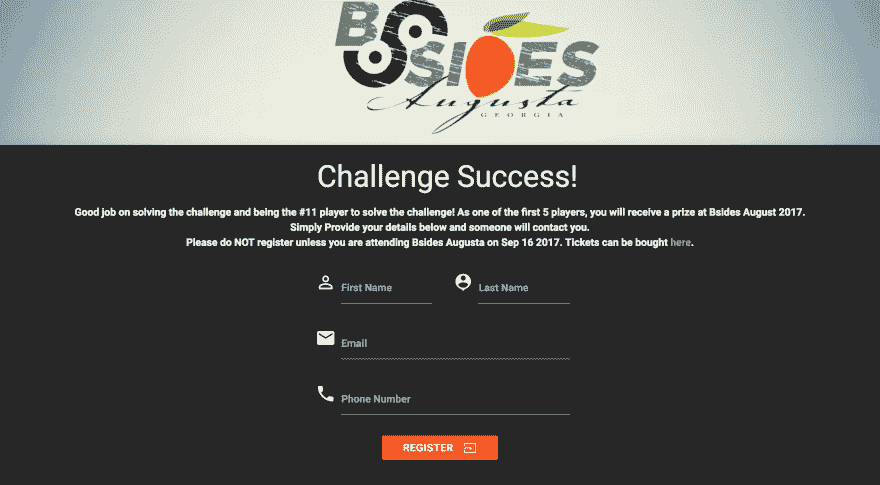 BSIDES
Augusta
GEORGIA
Challenge Success!
Good job on solving the challenge and being the #11 player to solve the challenge! As one of the first 5 players, you will receive a prize at Bsides August 2017.
Simply Provide your details below and someone will contact you.
Please do NOT register unless you are attending Bsides Augusta on Sep 16 2017. Tickets can be bought here.
First Name Last Name
Email
Phone Number
REGISTER